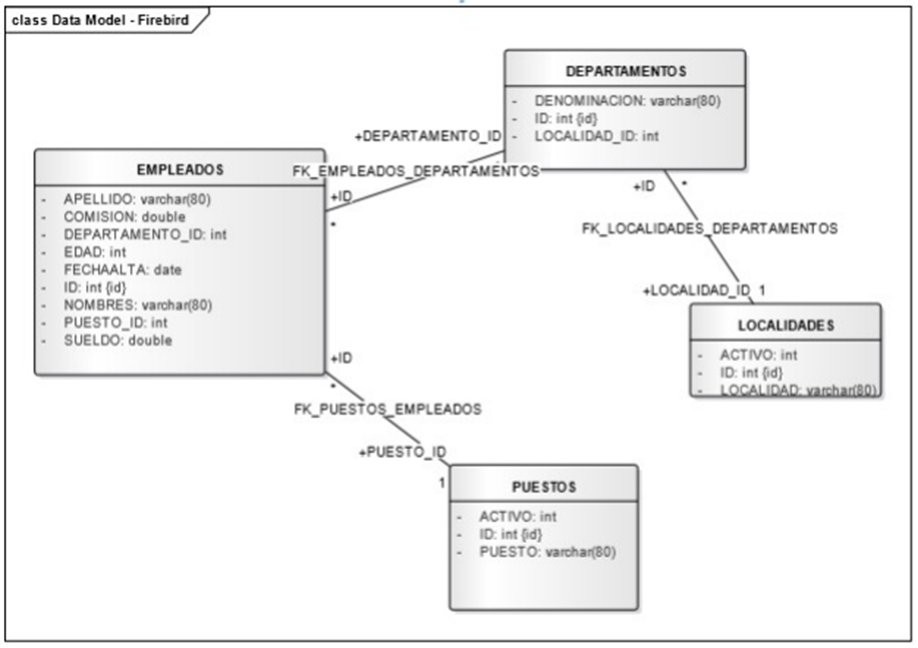 class Data Model - Firebird
DEPARTAMENTOS
- DENOMINACION: varchar(80)
- ID: int {id}
- LOCALIDAD_ID: int
+DEPARTAMENTO_ID
FK_EMPLEADOS_DEPARTAMENTOS
+ID
*
EMPLEADOS
- APELLIDO: varchar(80)
- COMISION: double
- DEPARTAMENTO_ID: int
- EDAD: int
- FECHAALTA: date
- ID: int {id}
- NOMBRES: varchar(80)
- PUESTO_ID: int
- SUELDO: double
+ID *
FK_LOCALIDADES_DEPARTAMENTOS
+LOCALIDAD_ID 1
LOCALIDADES
- ACTIVO: int
- ID: int {id}
- LOCALIDAD: varchar(80)
+ID
*
FK_PUESTOS_EMPLEADOS
+PUESTO_ID
1
PUESTOS
- ACTIVO: int
- ID: int {id}
- PUESTO: varchar(80)